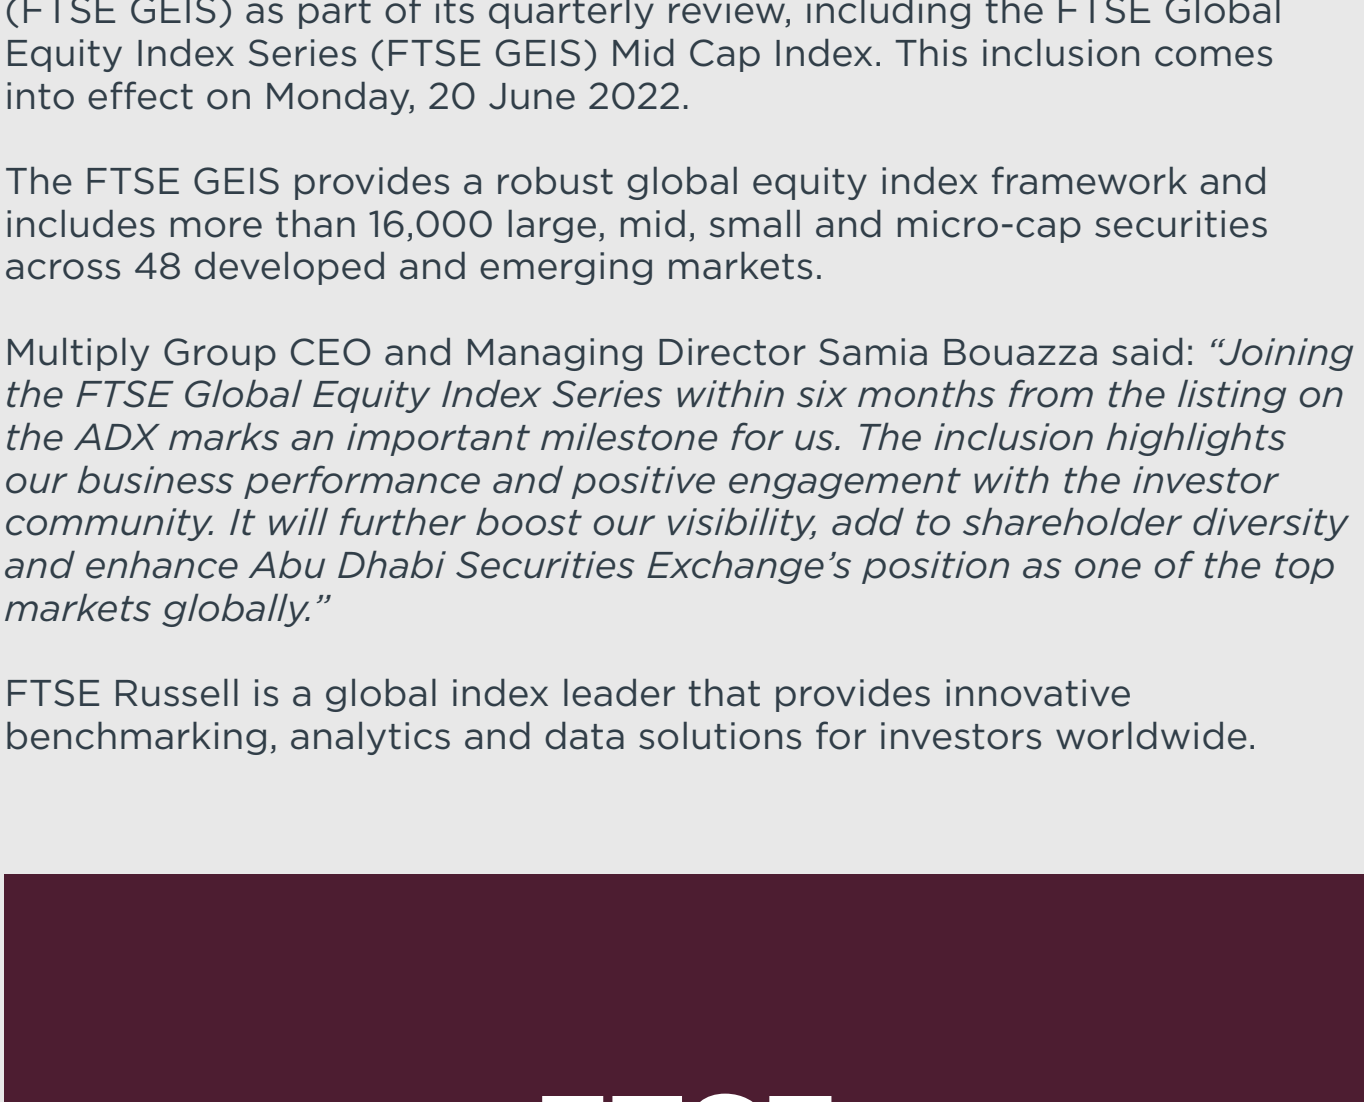 (FTSE GEIS) as part of its quarterly review, including the FTSE Global
Equity Index Series (FTSE GEIS) Mid Cap Index. This inclusion comes
into effect on Monday, 20 June 2022.
The FTSE GEIS provides a robust global equity index framework and
includes more than 16,000 large, mid, small and micro-cap securities
across 48 developed and emerging markets.
Multiply Group CEO and Managing Director Samia Bouazza said: “Joining
the FTSE Global Equity Index Series within six months from the listing on
the ADX marks an important milestone for us. The inclusion highlights
our business performance and positive engagement with the investor
community. It will further boost our visibility, add to shareholder diversity
and enhance Abu Dhabi Securities Exchange’s position as one of the top
markets globally.”
FTSE Russell is a global index leader that provides innovative
benchmarking, analytics and data solutions for investors worldwide.